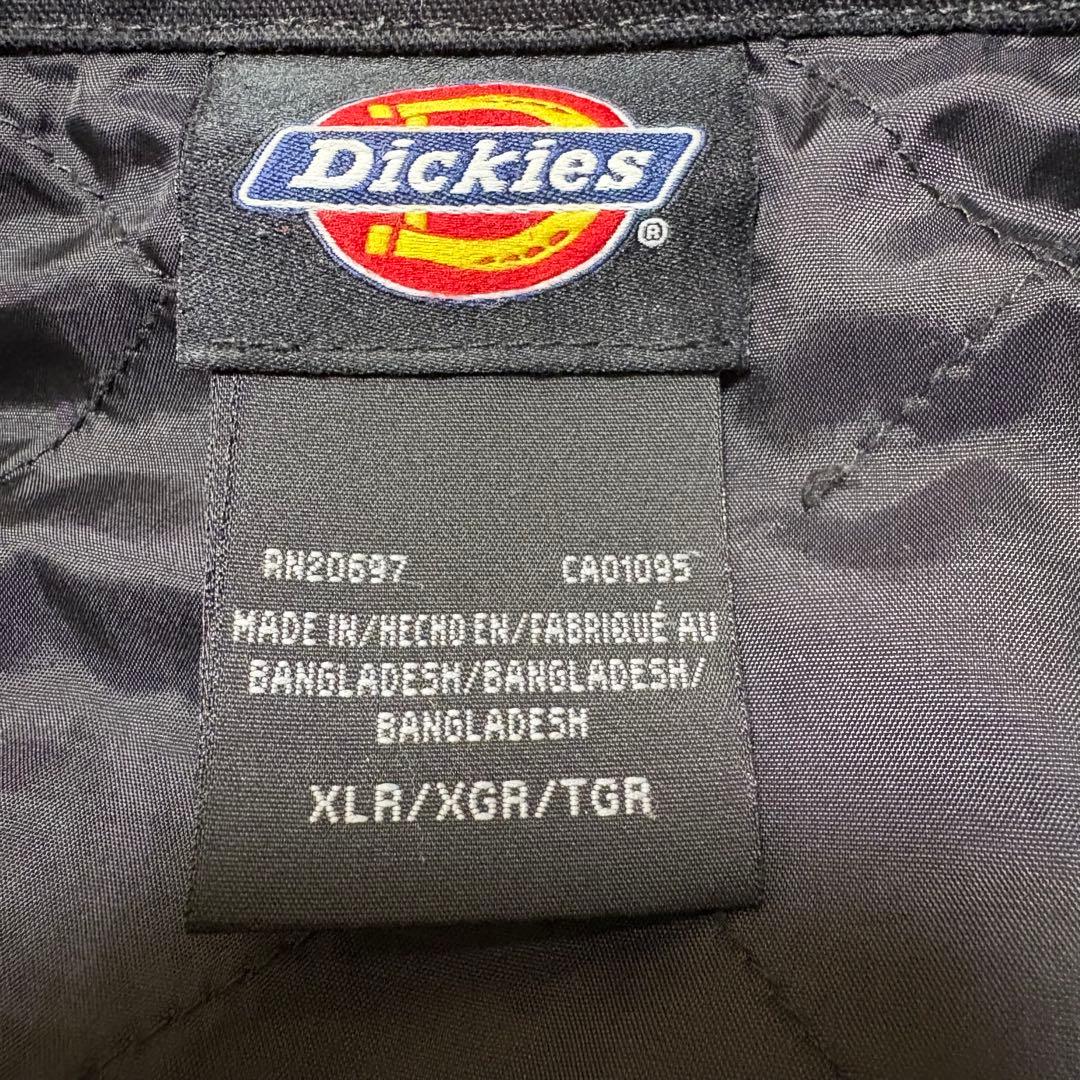 Dickies
®
RN20697 CA01095
MADE IN/HECHO EN/FABRIQUÉ AU
BANGLADESH/BANGLADESH/
BANGLADESH
XLR/XGR/TGR